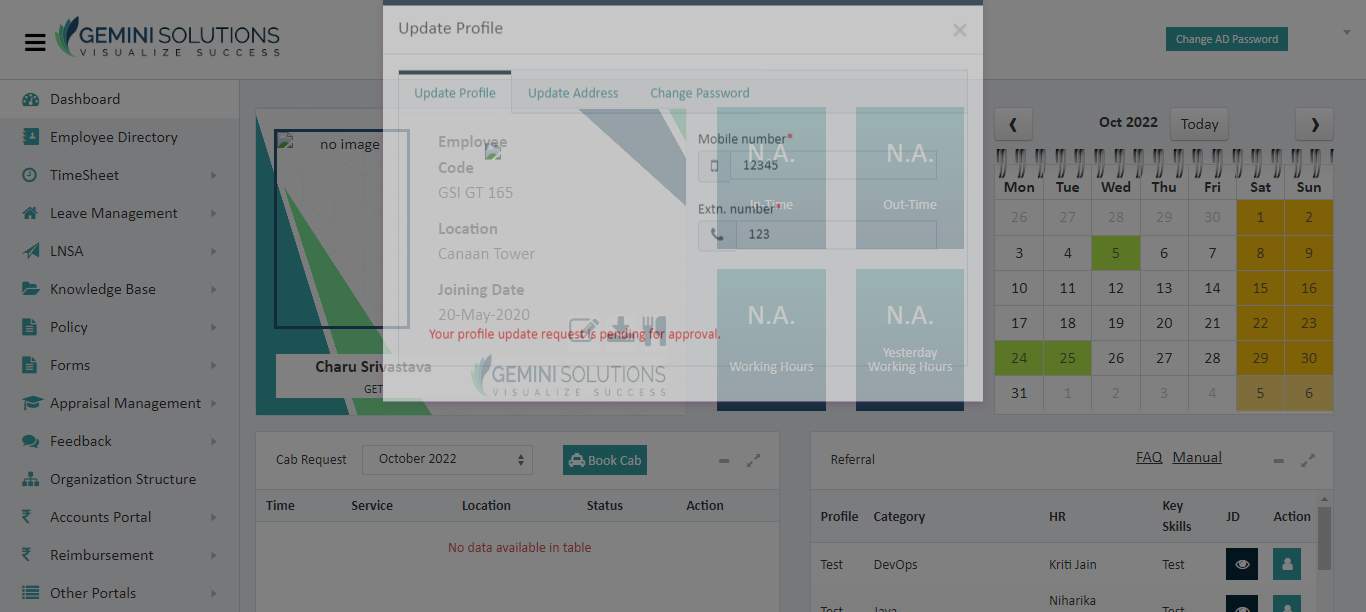 GEMINI SOLUTIONS
VISUALIZE SUCCESS
Update Profile
×
Change AD Password
Dashboard
Employee Directory
TimeSheet
Leave Management
LNSA
Knowledge Base
Policy
Forms
Appraisal Management
Feedback
Organization Structure
Accounts Portal
Reimbursement
Other Portals
Update Profile Update Address Change Password
no image
Charu Srivastava
GET
Employee
Code
GSI GT 165
Location
Canaan Tower
Joining Date
20-May-2020
Mobile number*
12345
Extn. number*
123
Your profile update request is pending for approval.
GEMINI SOLUTIONS
VISUALIZE SUCCESS
N.A.
In-Time
N.A.
Out-Time
N.A.
Working Hours
N.A.
Yesterday
Working Hours
❮ Oct 2022 Today ❯
Mon Tue Wed Thu Fri Sat Sun
26 27 28 29 30 1 2
3 4 5 6 7 8 9
10 11 12 13 14 15 16
17 18 19 20 21 22 23
24 25 26 27 28 29 30
31 1 2 3 4 5 6
Cab Request October 2022 Book Cab
Time Service Location Status Action
No data available in table
Referral FAQ Manual
Profile Category HR Key Skills JD Action
Test DevOps Kriti Jain Test
Test Java Niharika Test